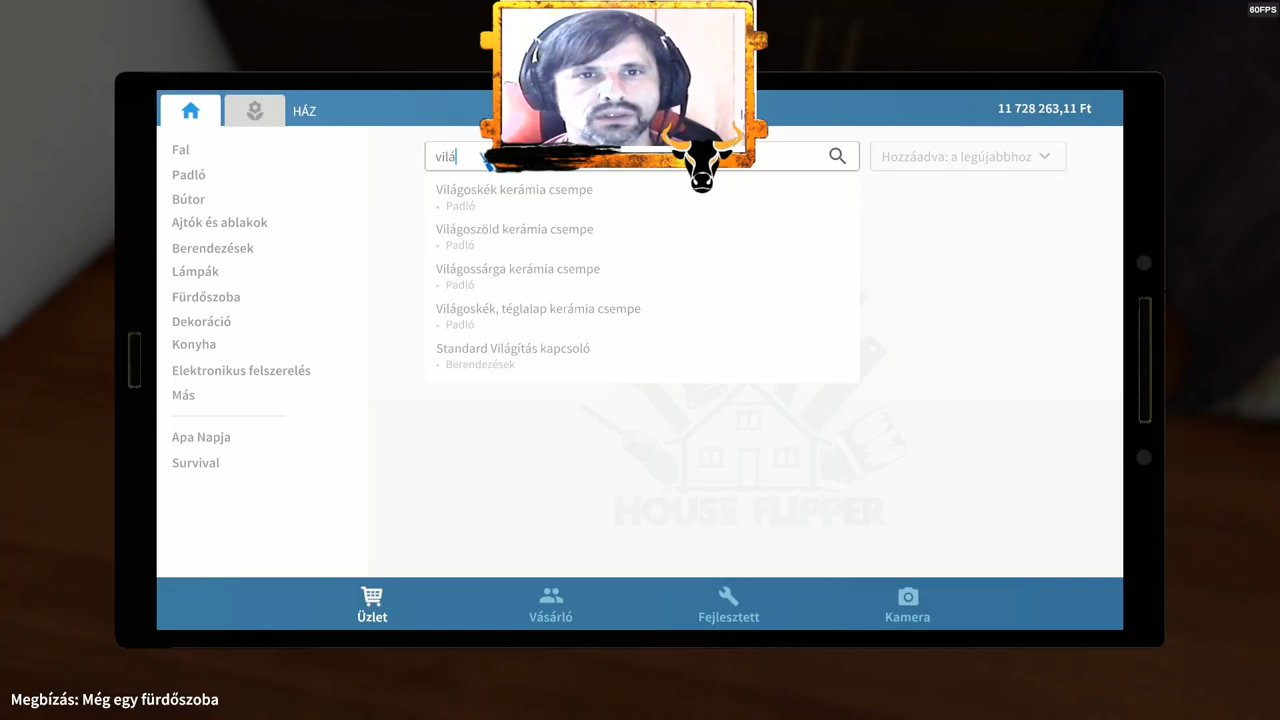 60FPS
HÁZ
11 728 263,11 Ft
vilá
Hozzáadva: a legújabbhoz
Fal
Padló
Bútor
Ajtók és ablakok
Berendezések
Lámpák
Fürdőszoba
Dekoráció
Konyha
Elektronikus felszerelés
Más
Apa Napja
Survival
Világoskék kerámia csempe
• Padló
Világoszöld kerámia csempe
• Padló
Világossárga kerámia csempe
• Padló
Világoskék, téglalap kerámia csempe
• Padló
Standard Világítás kapcsoló
• Berendezések
HOUSE FLIPPER
Üzlet
Vásárló
Fejlesztett
Kamera
Megbízás: Még egy fürdőszoba